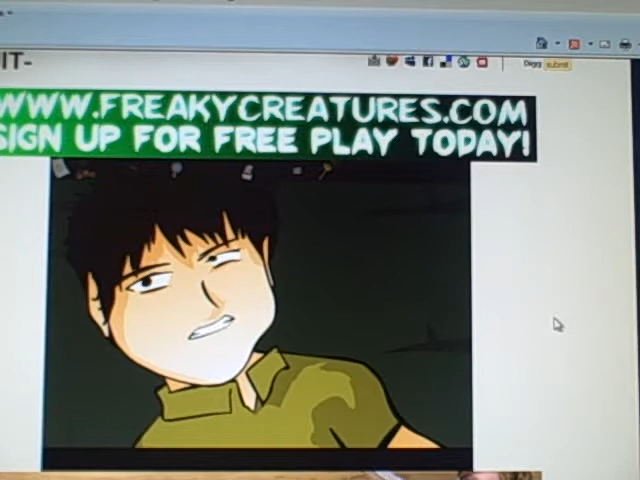 IT-
Digg submit
WWW.FREAKYCREATURES.COM
SIGN UP FOR FREE PLAY TODAY!